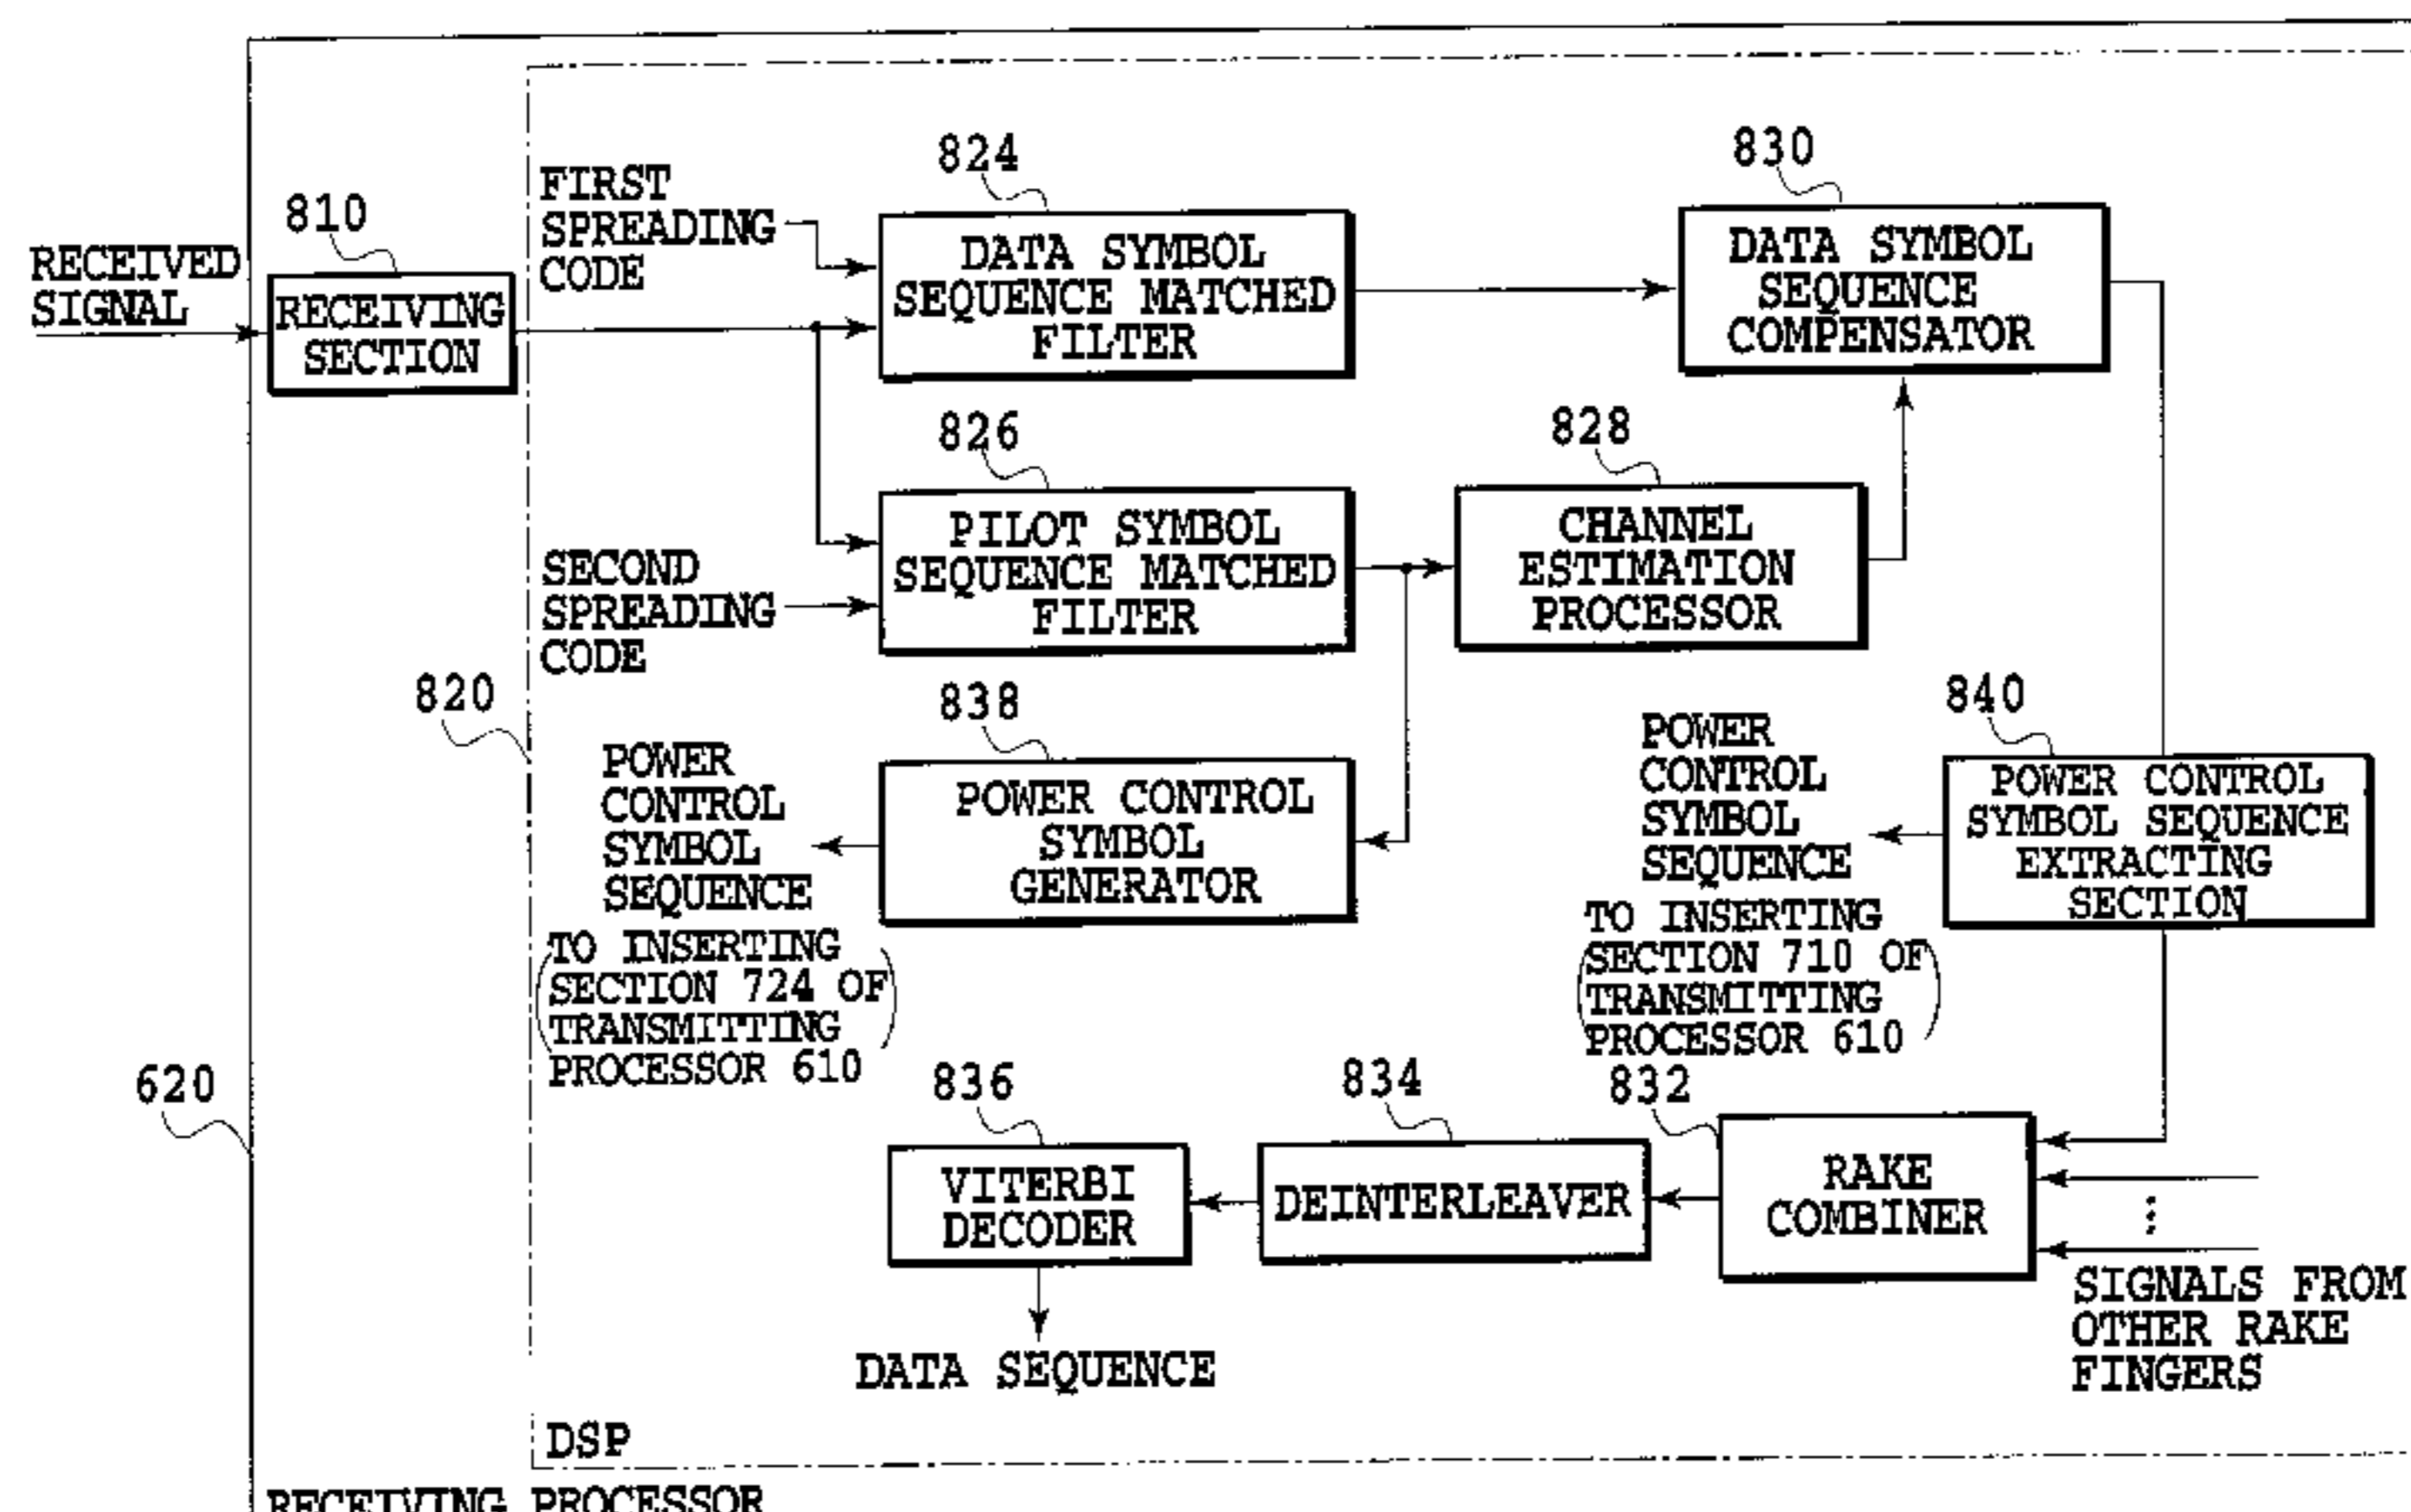 RECEIVED
SIGNAL
810
RECEIVING
SECTION
FIRST
SPREADING
CODE
824
DATA SYMBOL
SEQUENCE MATCHED
FILTER
830
DATA SYMBOL
SEQUENCE
COMPENSATOR
826
PILOT SYMBOL
SEQUENCE MATCHED
FILTER
SECOND
SPREADING
CODE
828
CHANNEL
ESTIMATION
PROCESSOR
820
838
POWER CONTROL
SYMBOL
GENERATOR
POWER
CONTROL
SYMBOL
SEQUENCE
TO INSERTING
SECTION 724 OF
TRANSMITTING
PROCESSOR 610
840
POWER CONTROL
SYMBOL SEQUENCE
EXTRACTING
SECTION
POWER
CONTROL
SYMBOL
SEQUENCE
TO INSERTING
SECTION 710 OF
TRANSMITTING
PROCESSOR 610
620
836
VITERBI
DECODER
834
DEINTERLEAVER
832
RAKE
COMBINER
SIGNALS FROM
OTHER RAKE
FINGERS
DATA SEQUENCE
DSP
RECEIVING PROCESSOR